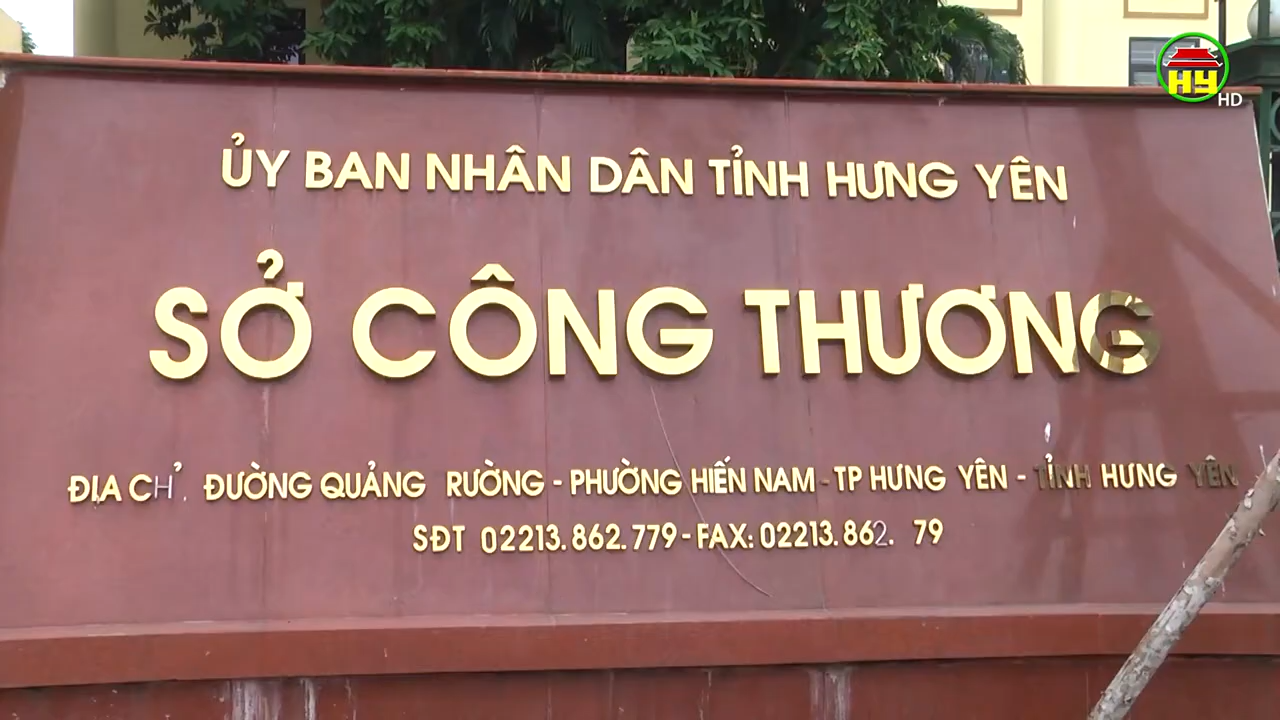 HY
HD
ỦY BAN NHÂN DÂN TỈNH HƯNG YÊN
SỞ CÔNG THƯƠNG
ĐỊA CHỈ . ĐƯỜNG QUẢNG RƯỜNG - PHƯỜNG HIẾN NAM - TP HƯNG YÊN - TỈNH HƯNG YÊN
SĐT 02213.862.779 - FAX: 02213.862. 79